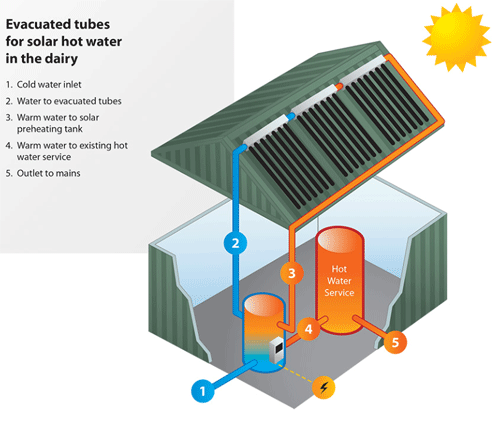 Evacuated tubes
for solar hot water
in the dairy
1. Cold water inlet
2. Water to evacuated tubes
3. Warm water to solar
preheating tank
4. Warm water to existing hot
water service
5. Outlet to mains
2
3
Hot
Water
Service
4
5
1